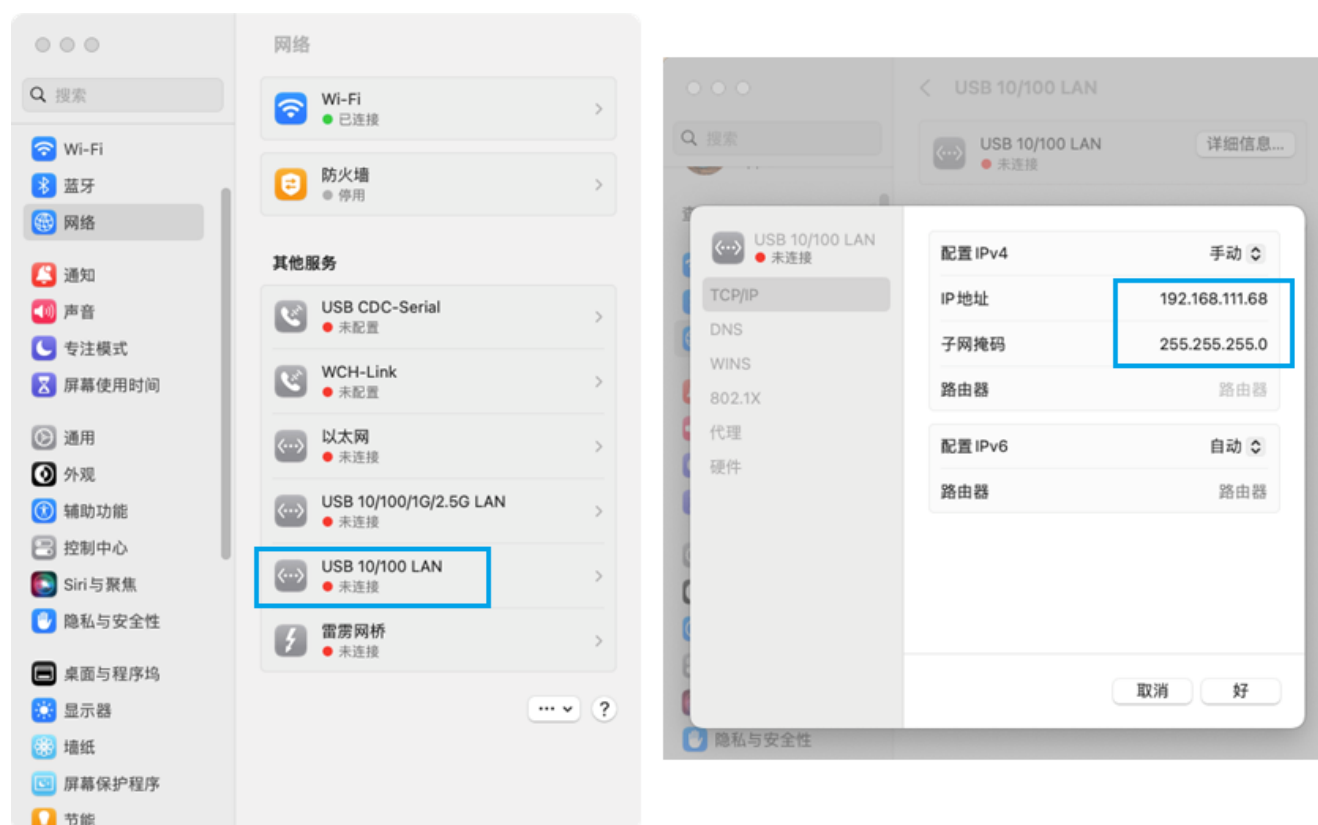 网络
搜索
Wi-Fi
蓝牙
网络
通知
声音
专注模式
屏幕使用时间
通用
外观
辅助功能
控制中心
Siri与聚焦
隐私与安全性
桌面与程序坞
显示器
墙纸
屏幕保护程序
节能
Wi-Fi
已连接
防火墙
停用
其他服务
USB CDC-Serial
未配置
WCH-Link
未配置
以太网
未连接
USB 10/100/1G/2.5G LAN
未连接
USB 10/100 LAN
未连接
雷雳网桥
未连接
?
USB 10/100 LAN
搜索
USB 10/100 LAN
未连接
详细信息...
USB 10/100 LAN
未连接
TCP/IP
DNS
WINS
802.1X
代理
硬件
配置 IPv4
手动
IP 地址
192.168.111.68
子网掩码
255.255.255.0
路由器
路由器
配置 IPv6
自动
路由器
路由器
取消
好
隐私与安全性